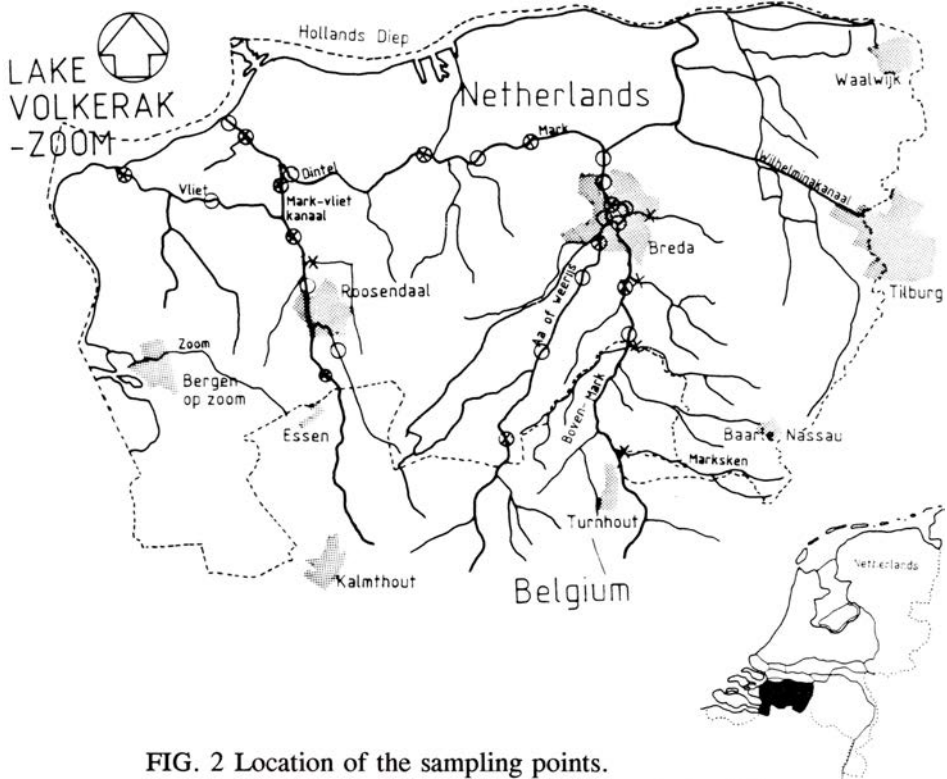 Hollands Diep
LAKE
VOLKERAK
-ZOOM
Waalwijk
Netherlands
Mark
Wilhelminakanaal
Dintel
Vliet
Mark-vliet
kanaal
Breda
Tilburg
Roosendaal
Aa of weerijs
Zoom
Bergen
op zoom
Essen
Boven-Mark
Baarle, Nassau
Marksken
Turnhout
Kalmthout
Belgium
Netherlands
FIG. 2 Location of the sampling points.